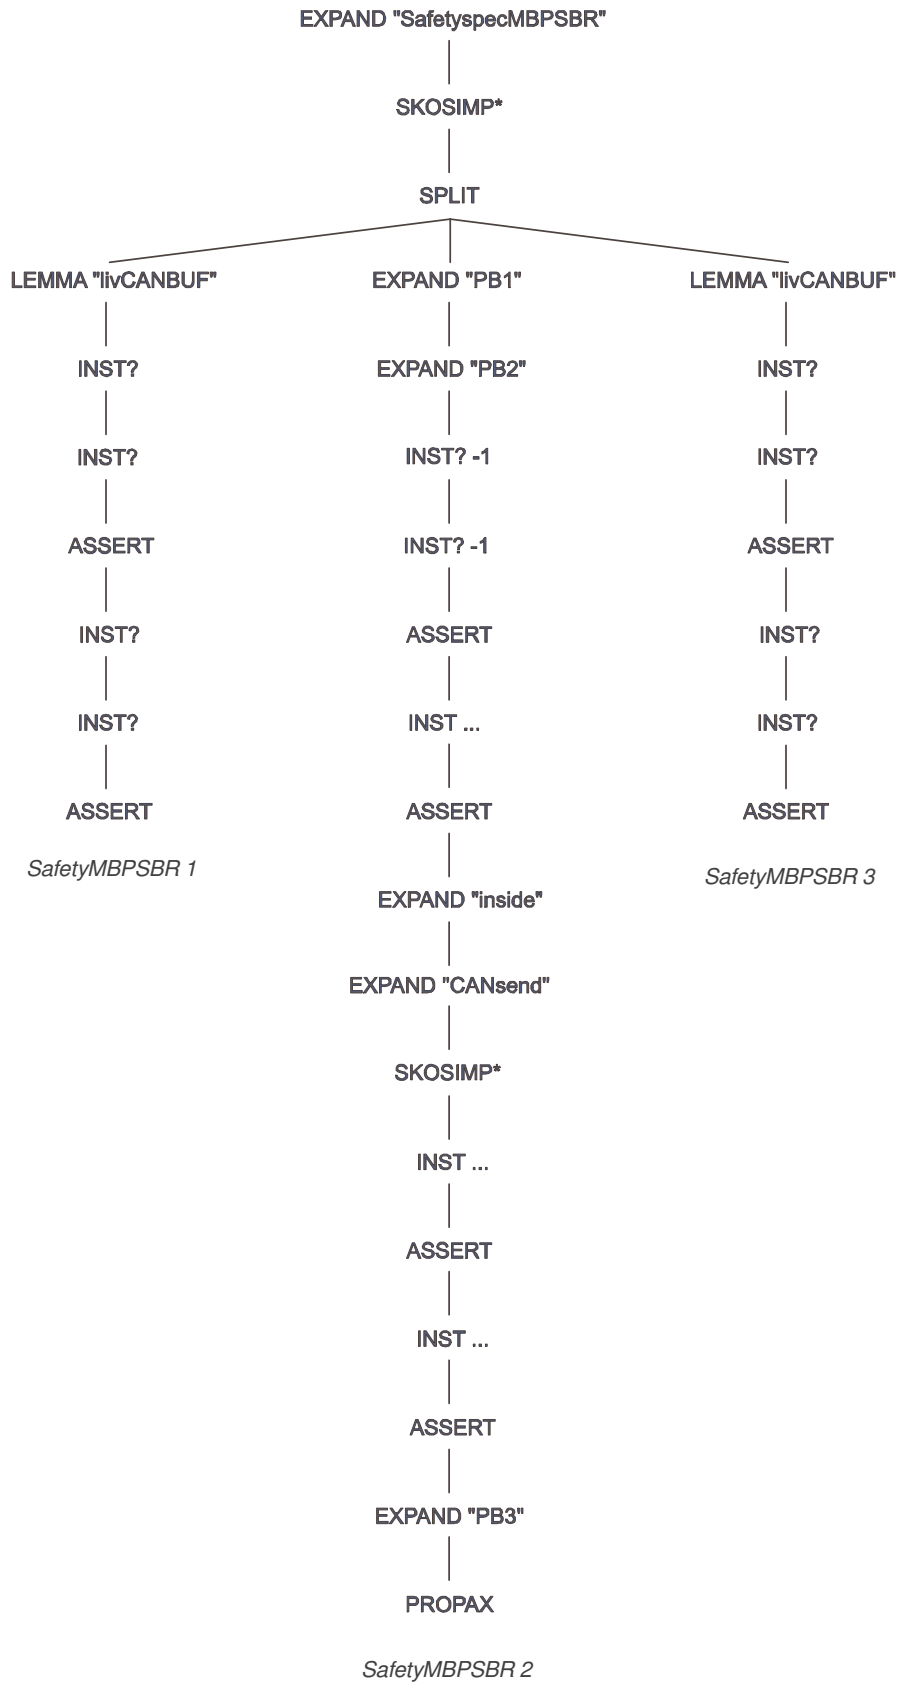 EXPAND "SafetyspecMBPSBR"
SKOSIMP*
SPLIT
LEMMA "livCANBUF"
INST?
INST?
ASSERT
INST?
INST?
ASSERT
SafetyMBPSBR 1
EXPAND "PB1"
EXPAND "PB2"
INST? -1
INST? -1
ASSERT
INST ...
ASSERT
EXPAND "inside"
EXPAND "CANsend"
SKOSIMP*
INST ...
ASSERT
INST ...
ASSERT
EXPAND "PB3"
PROPAX
SafetyMBPSBR 2
LEMMA "livCANBUF"
INST?
INST?
ASSERT
INST?
INST?
ASSERT
SafetyMBPSBR 3